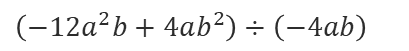 (−12a²b + 4ab²) ÷ (−4ab)